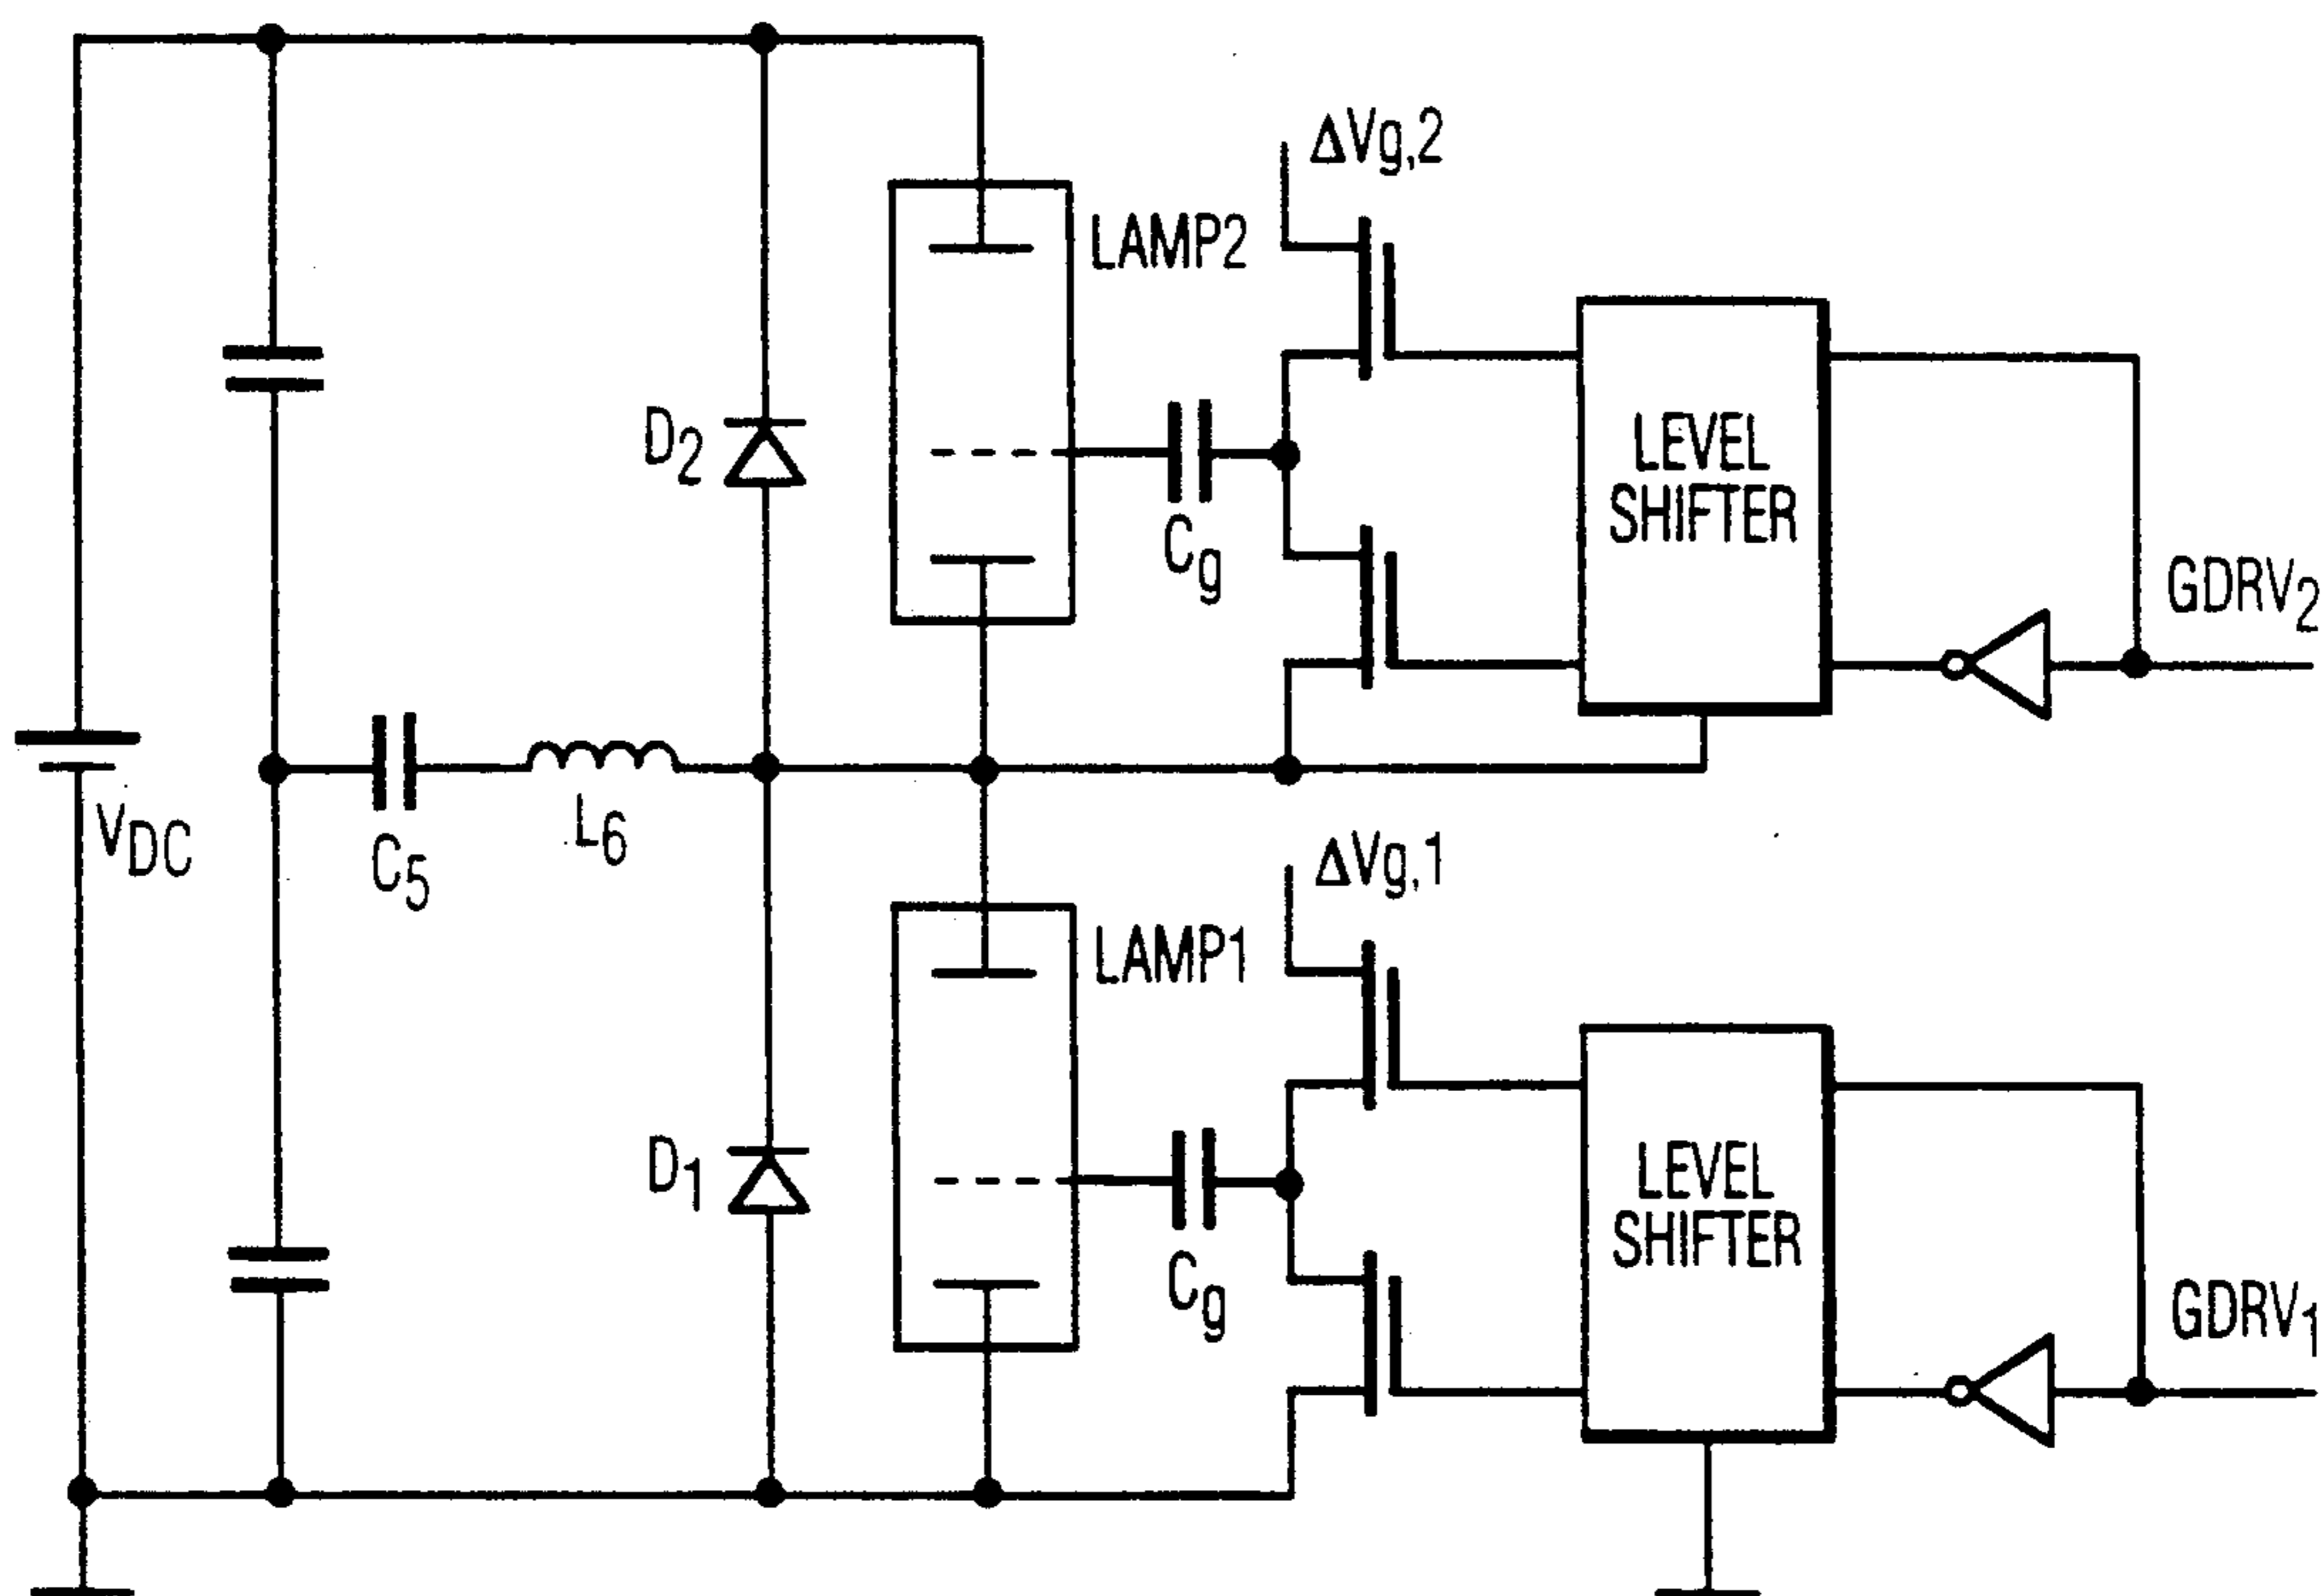 ΔVg,2
LAMP2
D2
Cg
LEVEL
SHIFTER
GDRV2
VDC
C5
L6
ΔVg,1
LAMP1
D1
Cg
LEVEL
SHIFTER
GDRV1